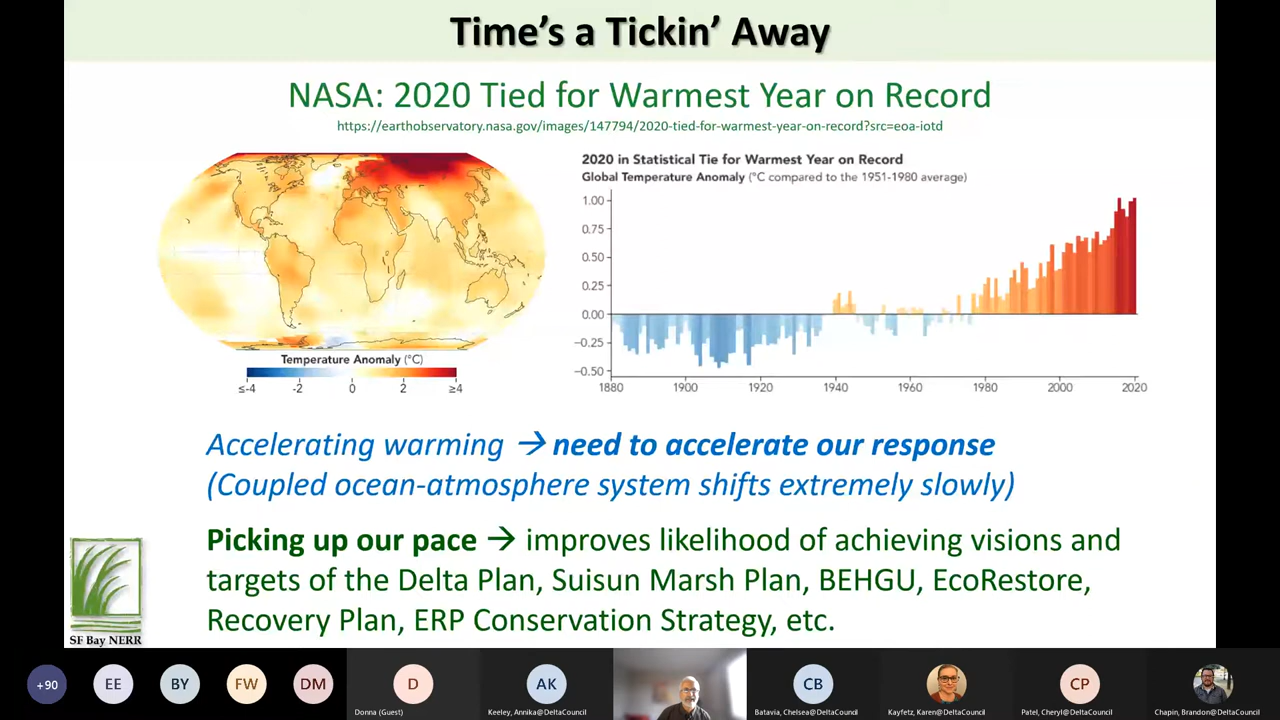 Time's a Tickin' Away
NASA: 2020 Tied for Warmest Year on Record
https://earthobservatory.nasa.gov/images/147794/2020-tied-for-warmest-year-on-record?src=eoa-iotd
Temperature Anomaly (°C)
≤-4 -2 0 2 ≥4
2020 in Statistical Tie for Warmest Year on Record
Global Temperature Anomaly (°C compared to the 1951-1980 average)
1.00
0.75
0.50
0.25
0.00
−0.25
−0.50
1880 1900 1920 1940 1960 1980 2000 2020
Accelerating warming → need to accelerate our response
(Coupled ocean-atmosphere system shifts extremely slowly)
Picking up our pace → improves likelihood of achieving visions and
targets of the Delta Plan, Suisun Marsh Plan, BEHGU, EcoRestore,
Recovery Plan, ERP Conservation Strategy, etc.
SF Bay NERR
+90 EE BY FW DM D AK CB CP
Donna (Guest) Keeley, Annika@DeltaCouncil Batavia, Chelsea@DeltaCouncil Kayfetz, Karen@DeltaCouncil Patel, Cheryl@DeltaCouncil Chapin, Brandon@DeltaCouncil